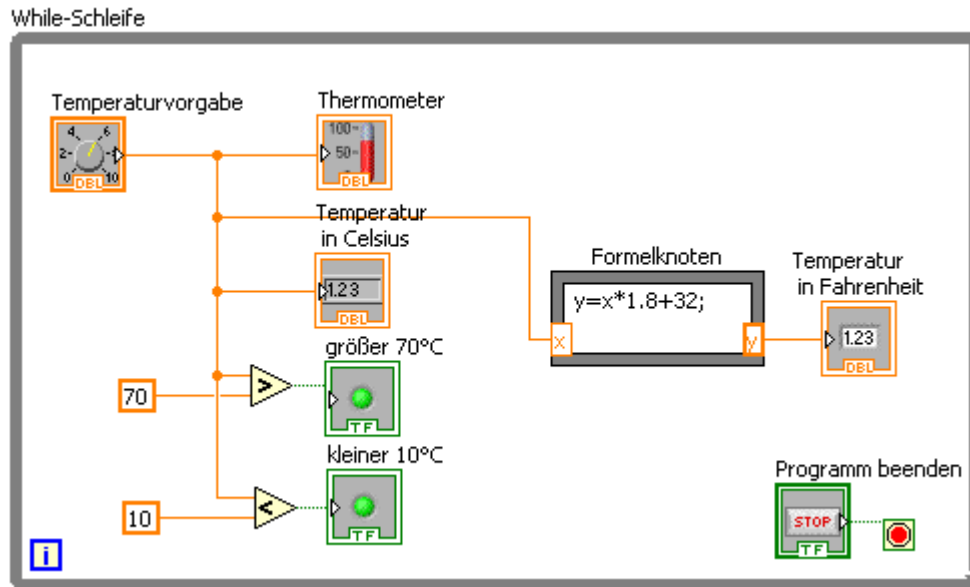 While-Schleife
Temperaturvorgabe
Thermometer
4 6
2
0 10
DBL
100
50
DBL
Temperatur
in Celsius
1.23
DBL
Formelknoten
y=x*1.8+32;
x
y
Temperatur
in Fahrenheit
1.23
DBL
größer 70°C
70
>
TF
kleiner 10°C
10
<
TF
Programm beenden
STOP
TF
i